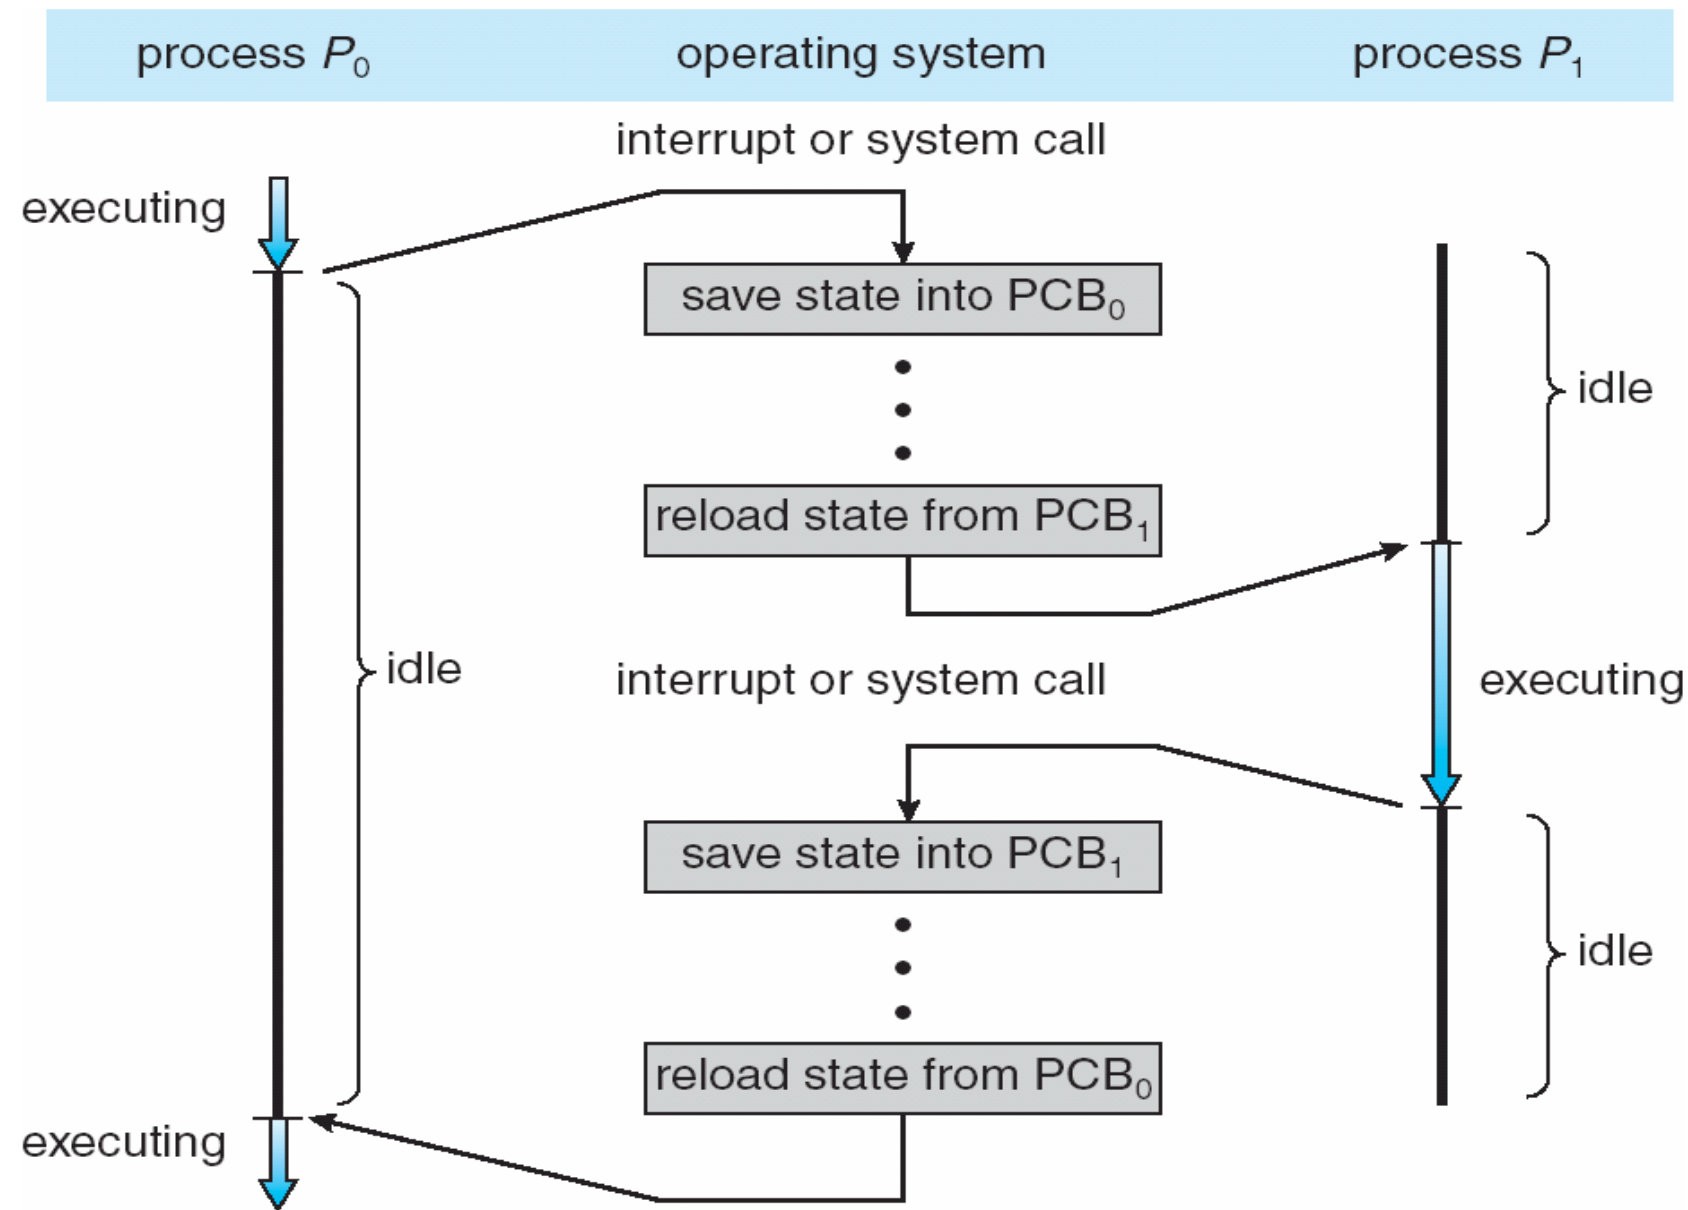 process P₀ operating system process P₁
interrupt or system call
executing
save state into PCB₀
idle
reload state from PCB₁
idle
interrupt or system call
executing
save state into PCB₁
idle
reload state from PCB₀
executing